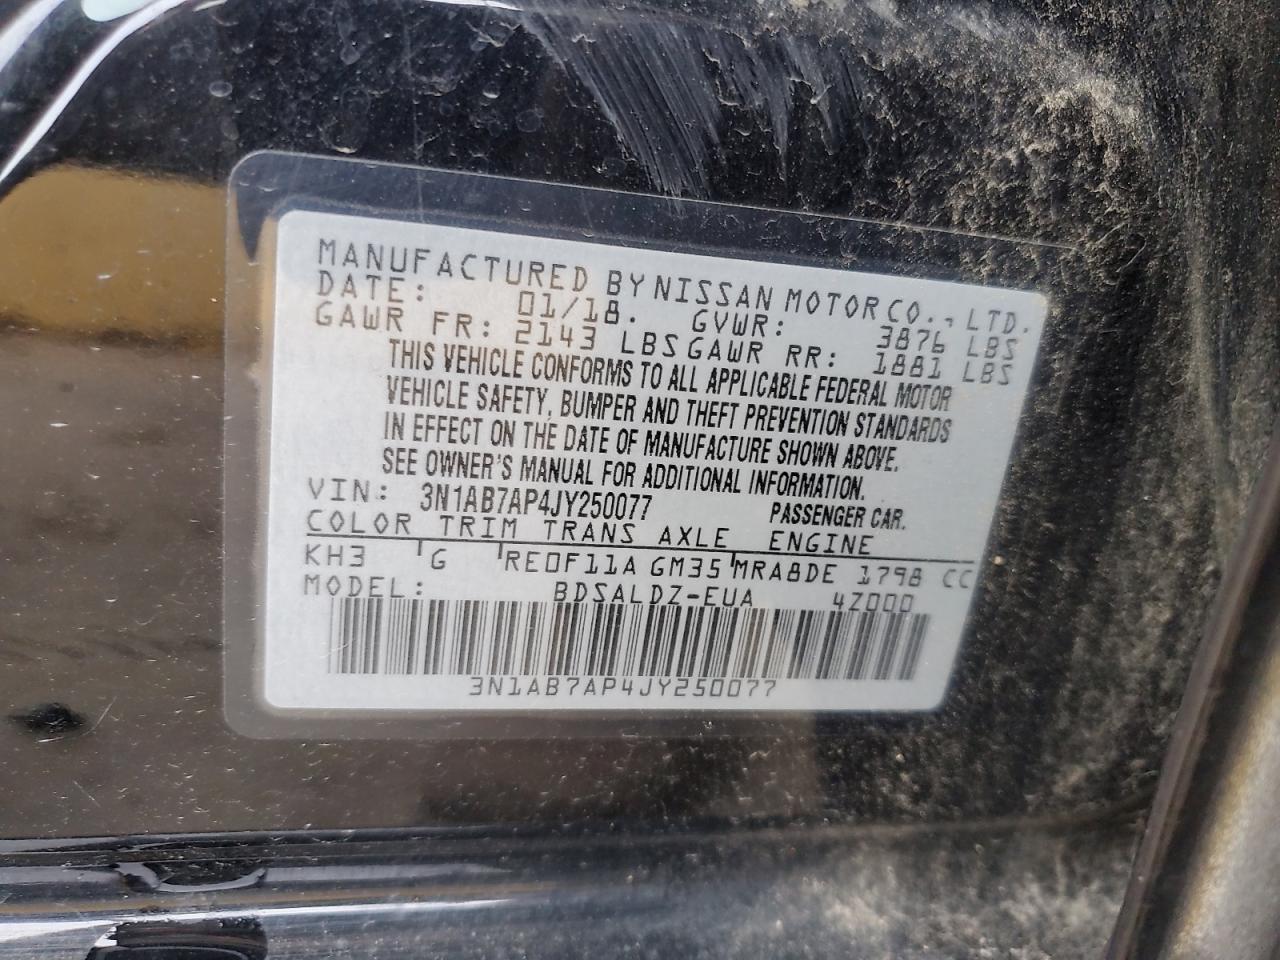 MANUFACTURED BY NISSAN MOTOR CO., LTD.
DATE: 01/18. GVWR: 3876 LBS
GAWR FR: 2143 LBS GAWR RR: 1881 LBS
THIS VEHICLE CONFORMS TO ALL APPLICABLE FEDERAL MOTOR
VEHICLE SAFETY, BUMPER AND THEFT PREVENTION STANDARDS
IN EFFECT ON THE DATE OF MANUFACTURE SHOWN ABOVE.
SEE OWNER'S MANUAL FOR ADDITIONAL INFORMATION.
VIN: 3N1AB7AP4JY250077 PASSENGER CAR.
COLOR TRIM TRANS AXLE ENGINE
KH3 G RE0F11A GM35 MRA8DE 1798 CC
MODEL: BDSALDZ-EUA 4Z000
3N1AB7AP4JY250077